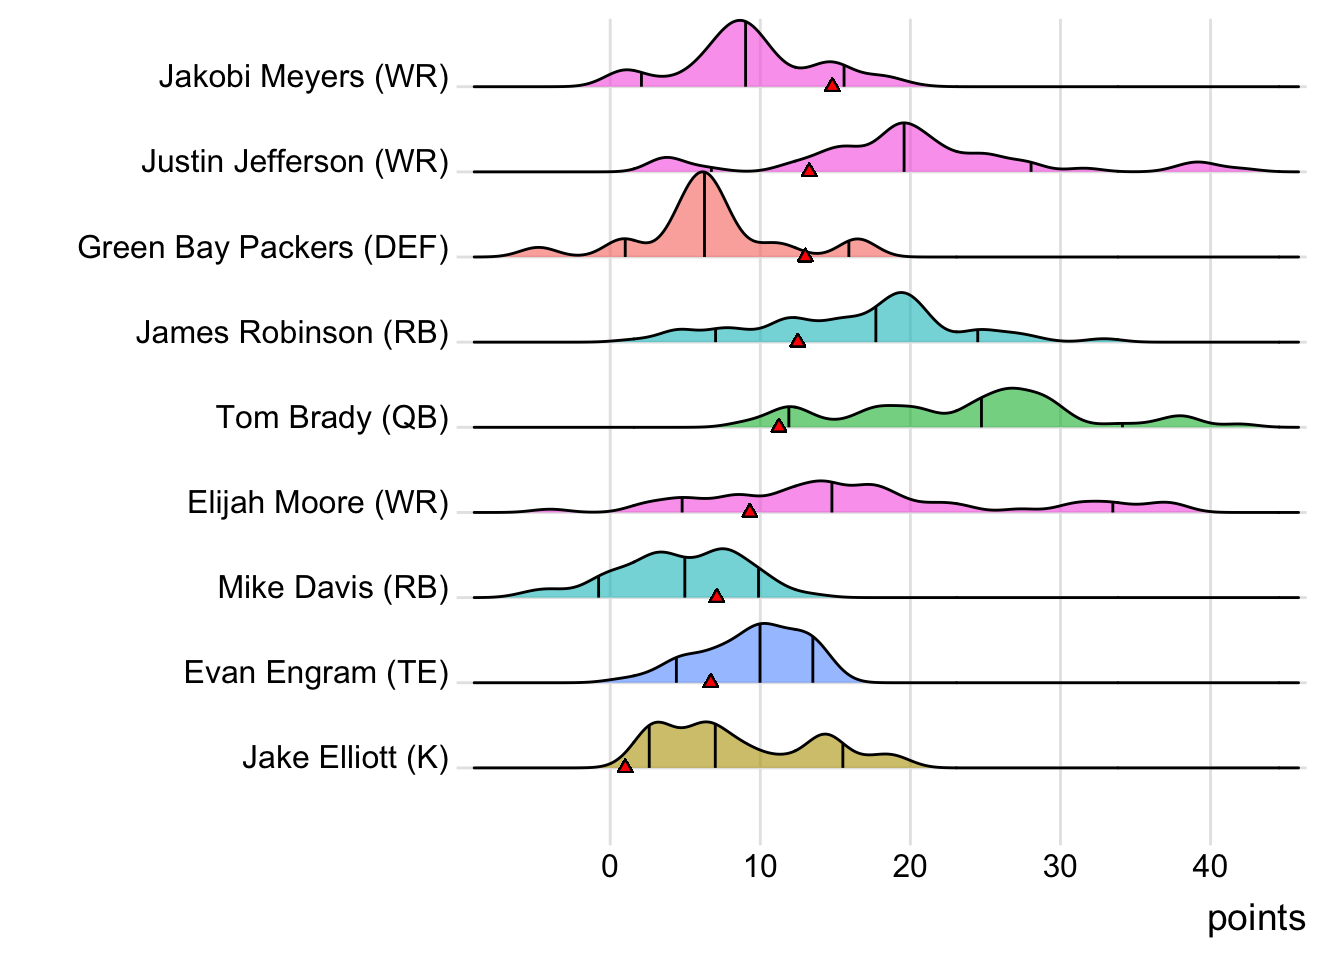 Jakobi Meyers (WR)
Justin Jefferson (WR)
Green Bay Packers (DEF)
James Robinson (RB)
Tom Brady (QB)
Elijah Moore (WR)
Mike Davis (RB)
Evan Engram (TE)
Jake Elliott (K)
0 10 20 30 40
points